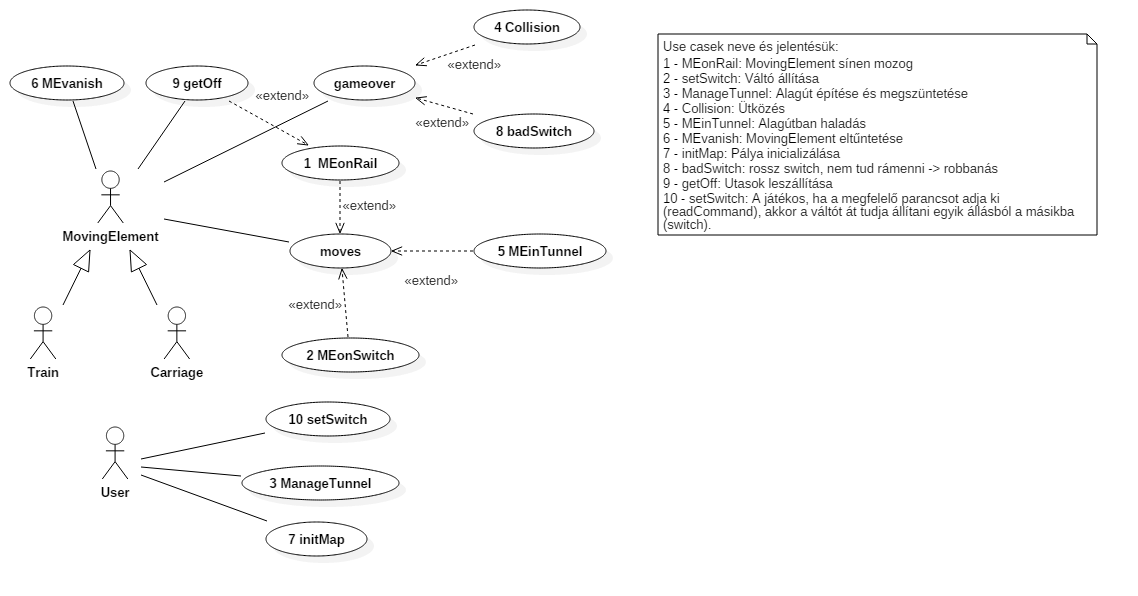 4 Collision
«extend»
6 MEvanish
9 getOff
gameover
«extend»
«extend»
8 badSwitch
1  MEonRail
«extend»
MovingElement
moves
5 MEinTunnel
«extend»
«extend»
2 MEonSwitch
Train
Carriage
10 setSwitch
3 ManageTunnel
User
7 initMap
Use casek neve és jelentésük:
1 - MEonRail: MovingElement sínen mozog
2 - setSwitch: Váltó állítása
3 - ManageTunnel: Alagút építése és megszüntetése
4 - Collision: Ütközés
5 - MEinTunnel: Alagútban haladás
6 - MEvanish: MovingElement eltűntetése
7 - initMap: Pálya inicializálása
8 - badSwitch: rossz switch, nem tud rámenni -> robbanás
9 - getOff: Utasok leszállítása
10 - setSwitch: A játékos, ha a megfelelő parancsot adja ki
(readCommand), akkor a váltót át tudja állítani egyik állásból a másikba
(switch).